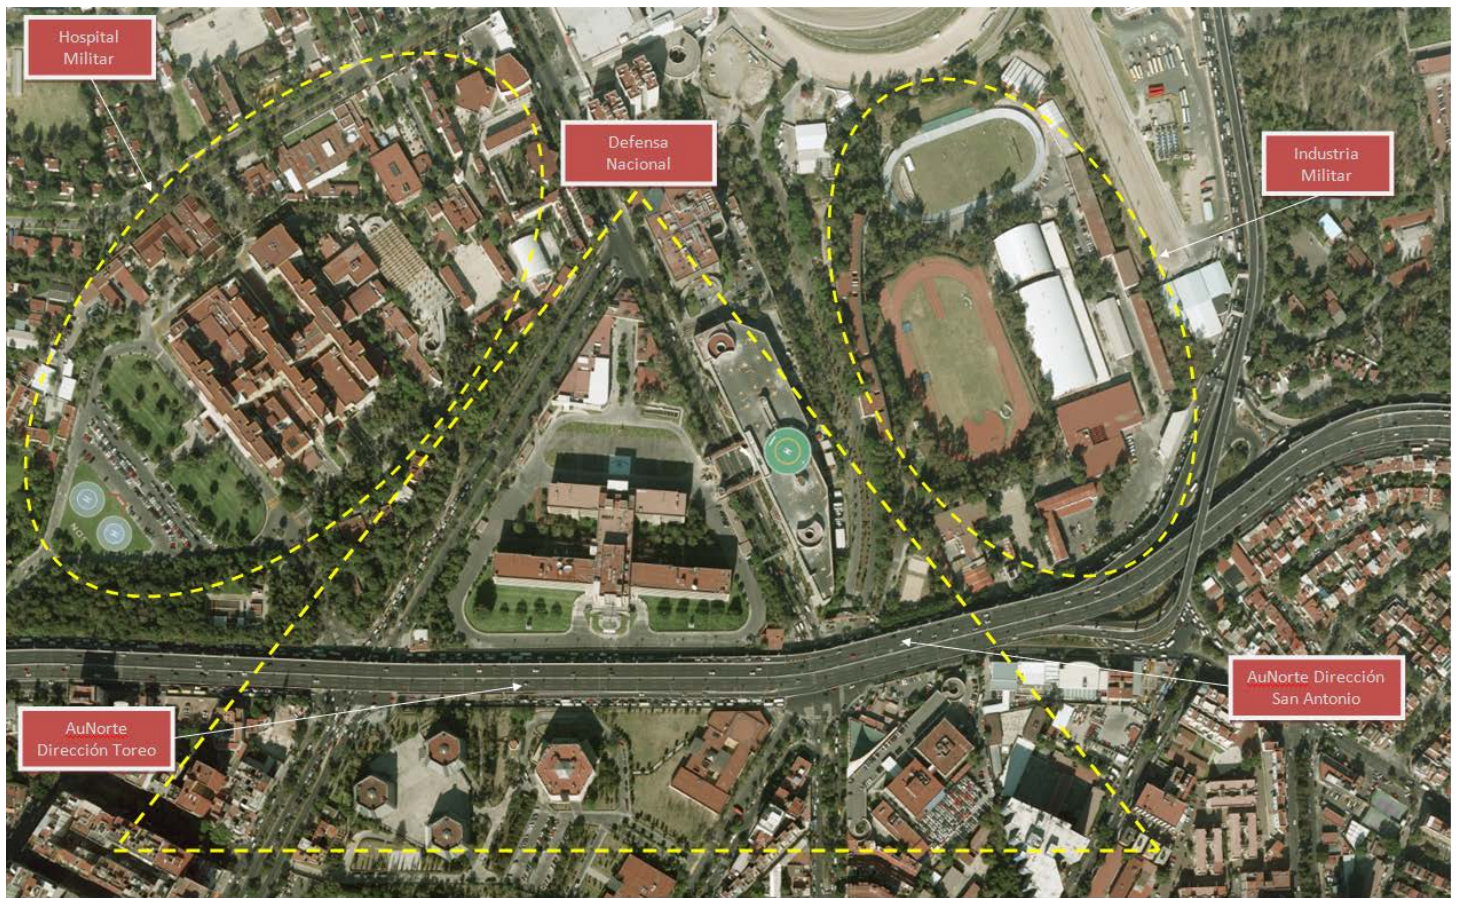 Hospital
Militar
Defensa
Nacional
Industria
Militar
AuNorte Dirección
San Antonio
AuNorte
Dirección Toreo
H
H
H